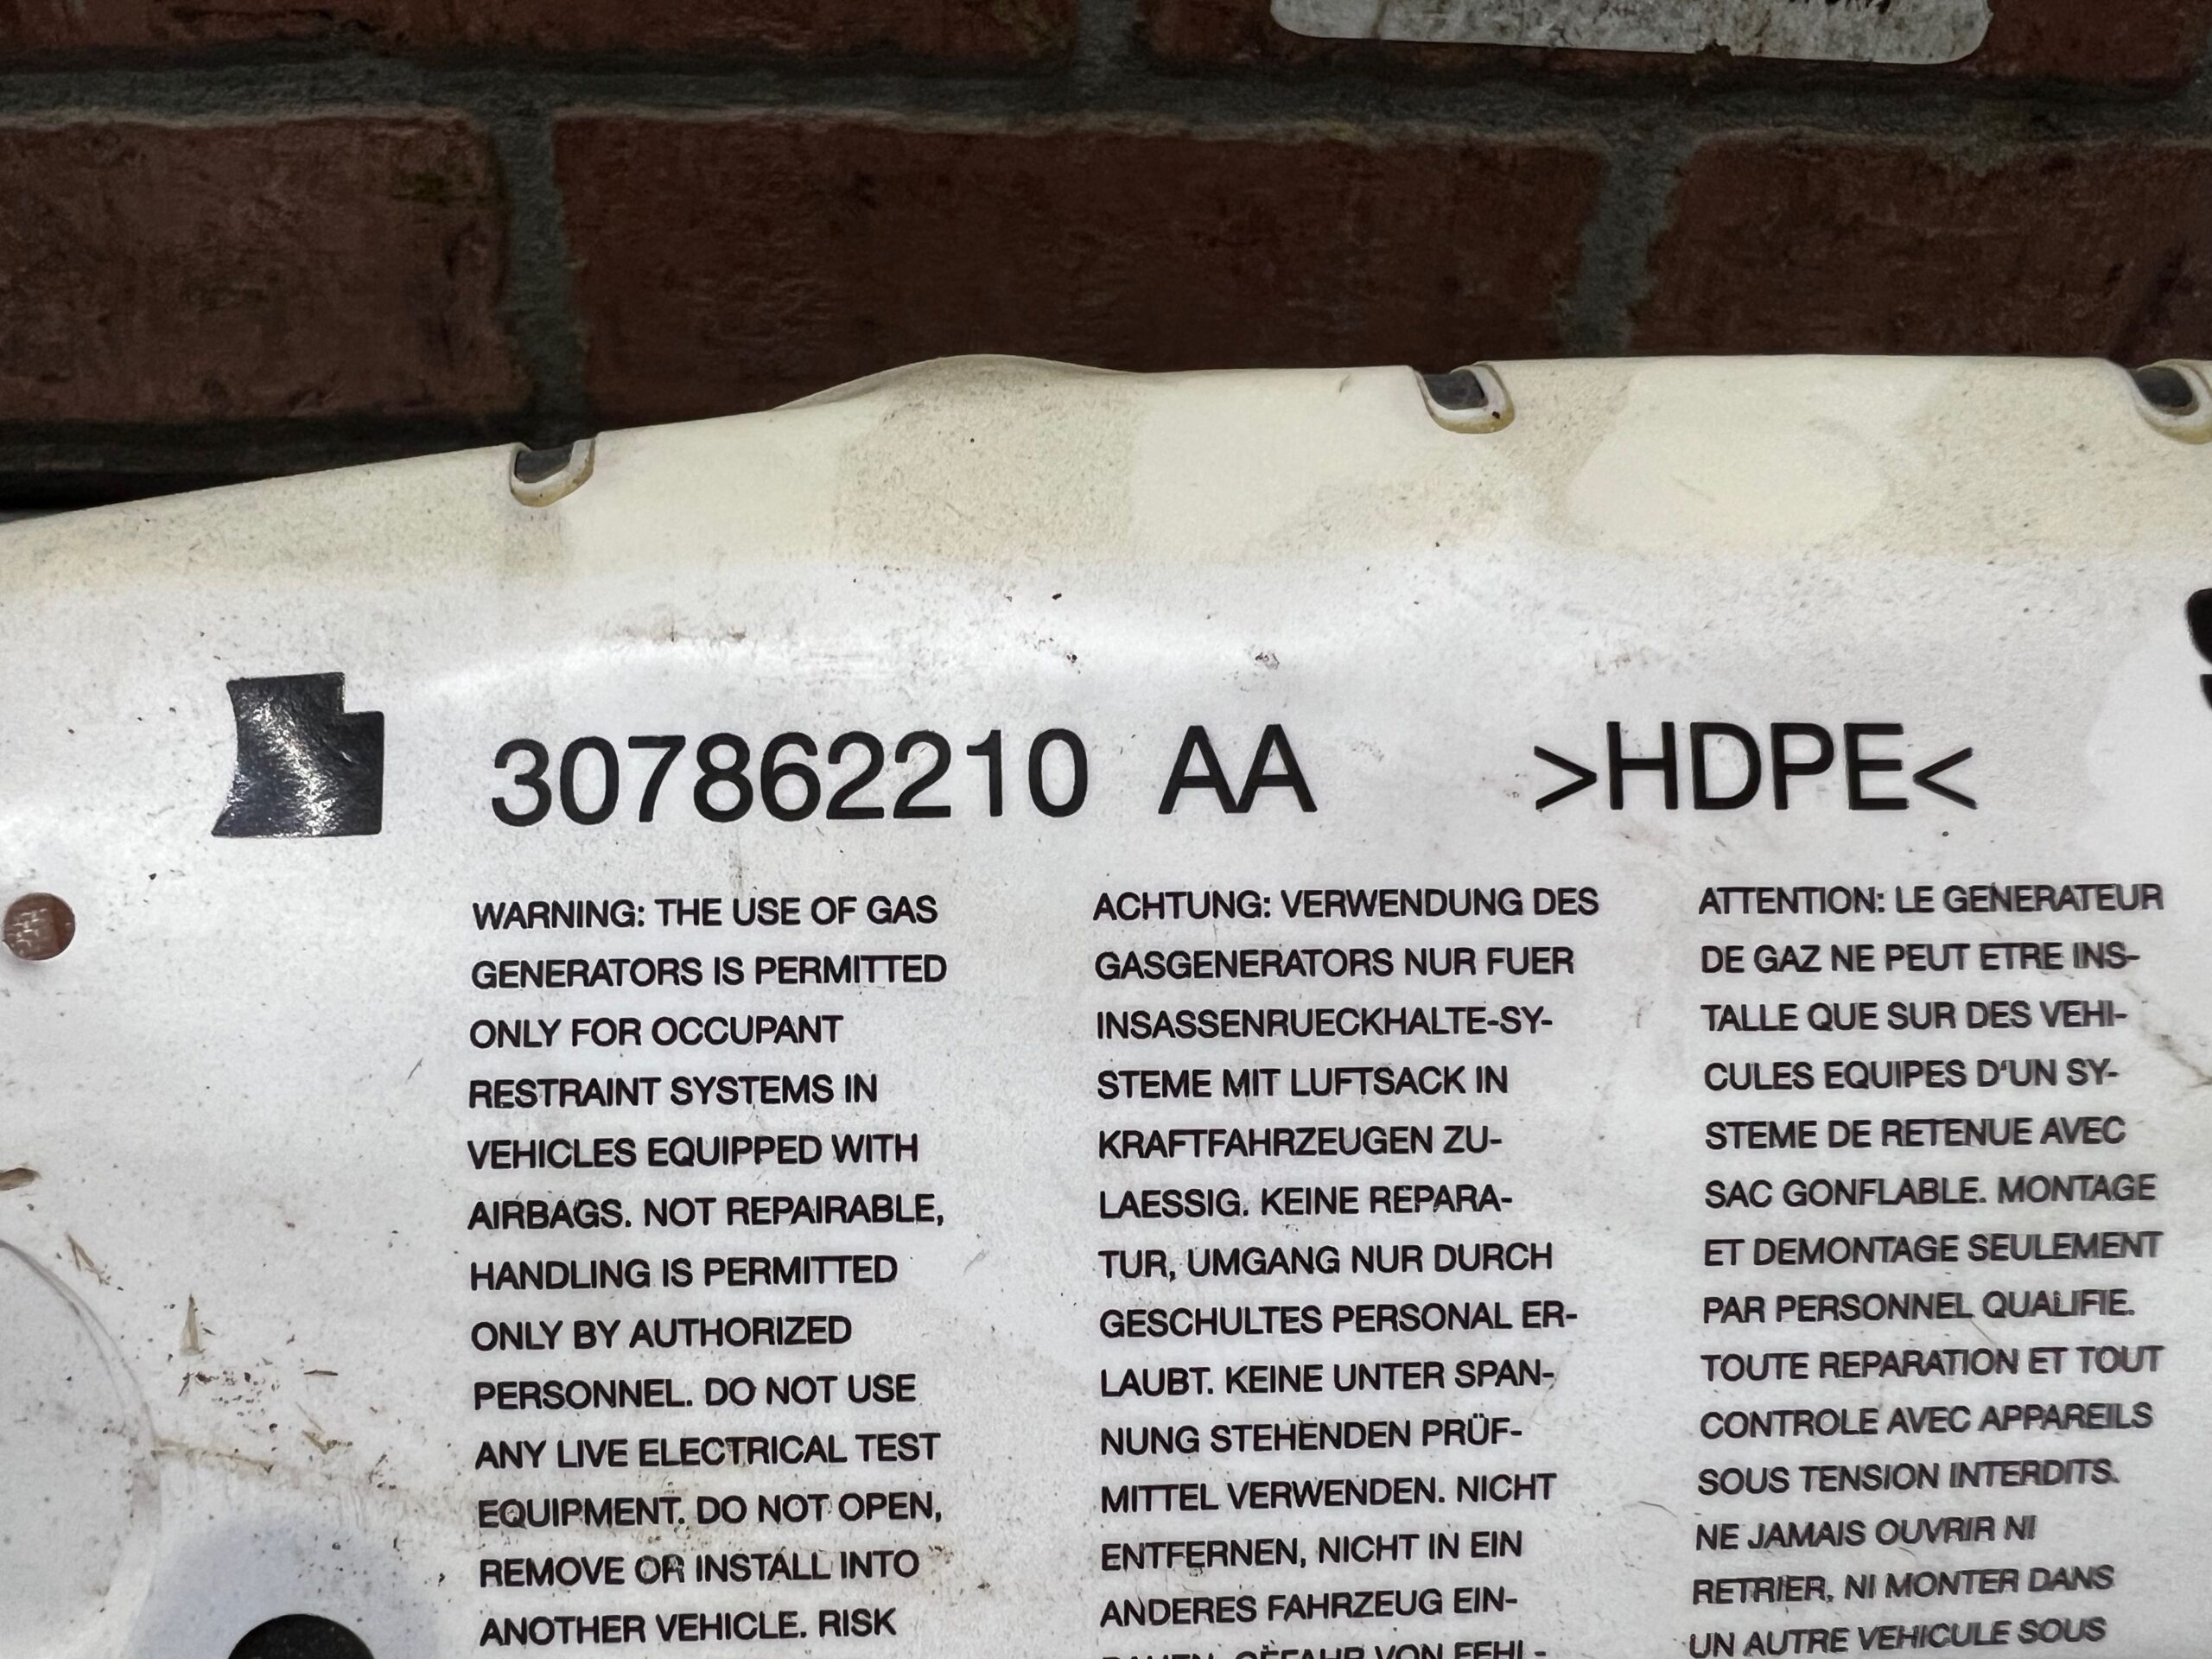 307862210 AA >HDPE<
WARNING: THE USE OF GAS
GENERATORS IS PERMITTED
ONLY FOR OCCUPANT
RESTRAINT SYSTEMS IN
VEHICLES EQUIPPED WITH
AIRBAGS. NOT REPAIRABLE,
HANDLING IS PERMITTED
ONLY BY AUTHORIZED
PERSONNEL. DO NOT USE
ANY LIVE ELECTRICAL TEST
EQUIPMENT. DO NOT OPEN,
REMOVE OR INSTALL INTO
ANOTHER VEHICLE. RISK
ACHTUNG: VERWENDUNG DES
GASGENERATORS NUR FUER
INSASSENRUECKHALTE-SY-
STEME MIT LUFTSACK IN
KRAFTFAHRZEUGEN ZU-
LAESSIG. KEINE REPARA-
TUR, UMGANG NUR DURCH
GESCHULTES PERSONAL ER-
LAUBT. KEINE UNTER SPAN-
NUNG STEHENDEN PRÜF-
MITTEL VERWENDEN. NICHT
ENTFERNEN, NICHT IN EIN
ANDERES FAHRZEUG EIN-
BAUEN. GEFAHR VON FEHL-
ATTENTION: LE GENERATEUR
DE GAZ NE PEUT ETRE INS-
TALLE QUE SUR DES VEHI-
CULES EQUIPES D'UN SY-
STEME DE RETENUE AVEC
SAC GONFLABLE. MONTAGE
ET DEMONTAGE SEULEMENT
PAR PERSONNEL QUALIFIE.
TOUTE REPARATION ET TOUT
CONTROLE AVEC APPAREILS
SOUS TENSION INTERDITS.
NE JAMAIS OUVRIR NI
RETRIER, NI MONTER DANS
UN AUTRE VEHICULE SOUS